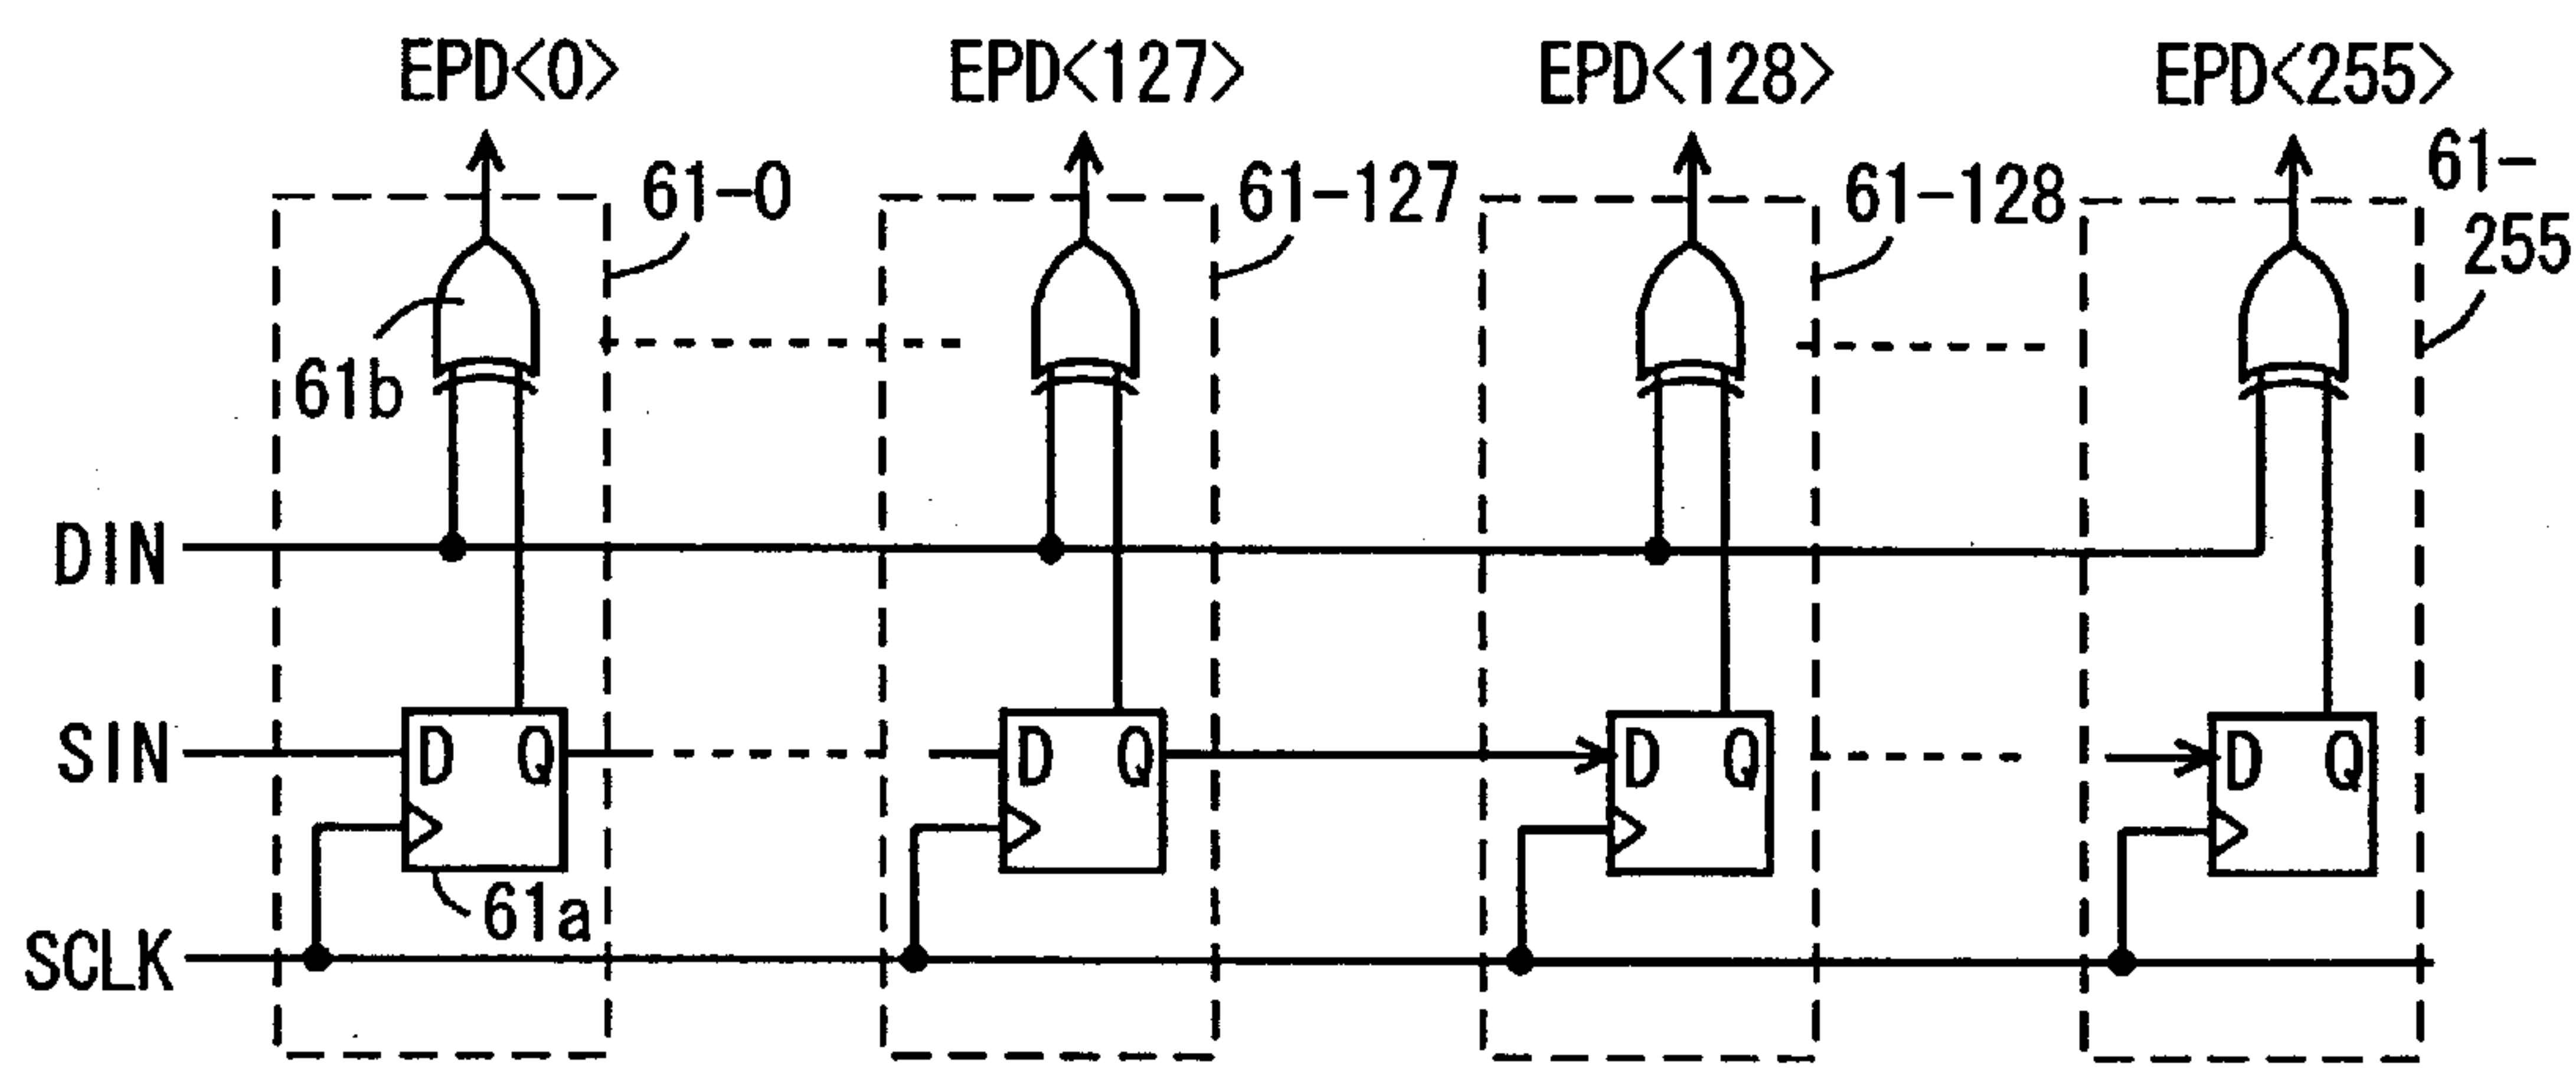 EPD<0> EPD<127> EPD<128> EPD<255>
61-0 61-127 61-128 61-
255
61b
DIN
SIN D Q D Q D Q D Q
61a
SCLK